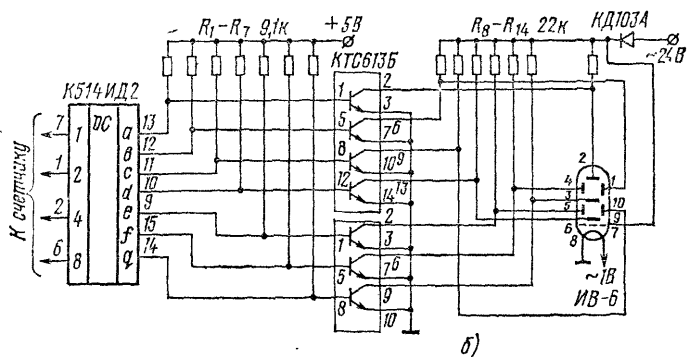 R₁–R₇ 9,1к
+5В
R₈–R₁₄ 22к
КД103А
~24В
К514ИД2
КТС613Б
К счетчику
7 1 DC a 13
в 12
1 2 c 11
d 10
2 4 e 9
f 15
6 8 q 14
1 2 3
5 7 6
8 10 9
12 14 13
1 2 3
5 7 6
8 9 10
2
4 1
3
5 10
6 9
8 7
~1В
ИВ-6
б)